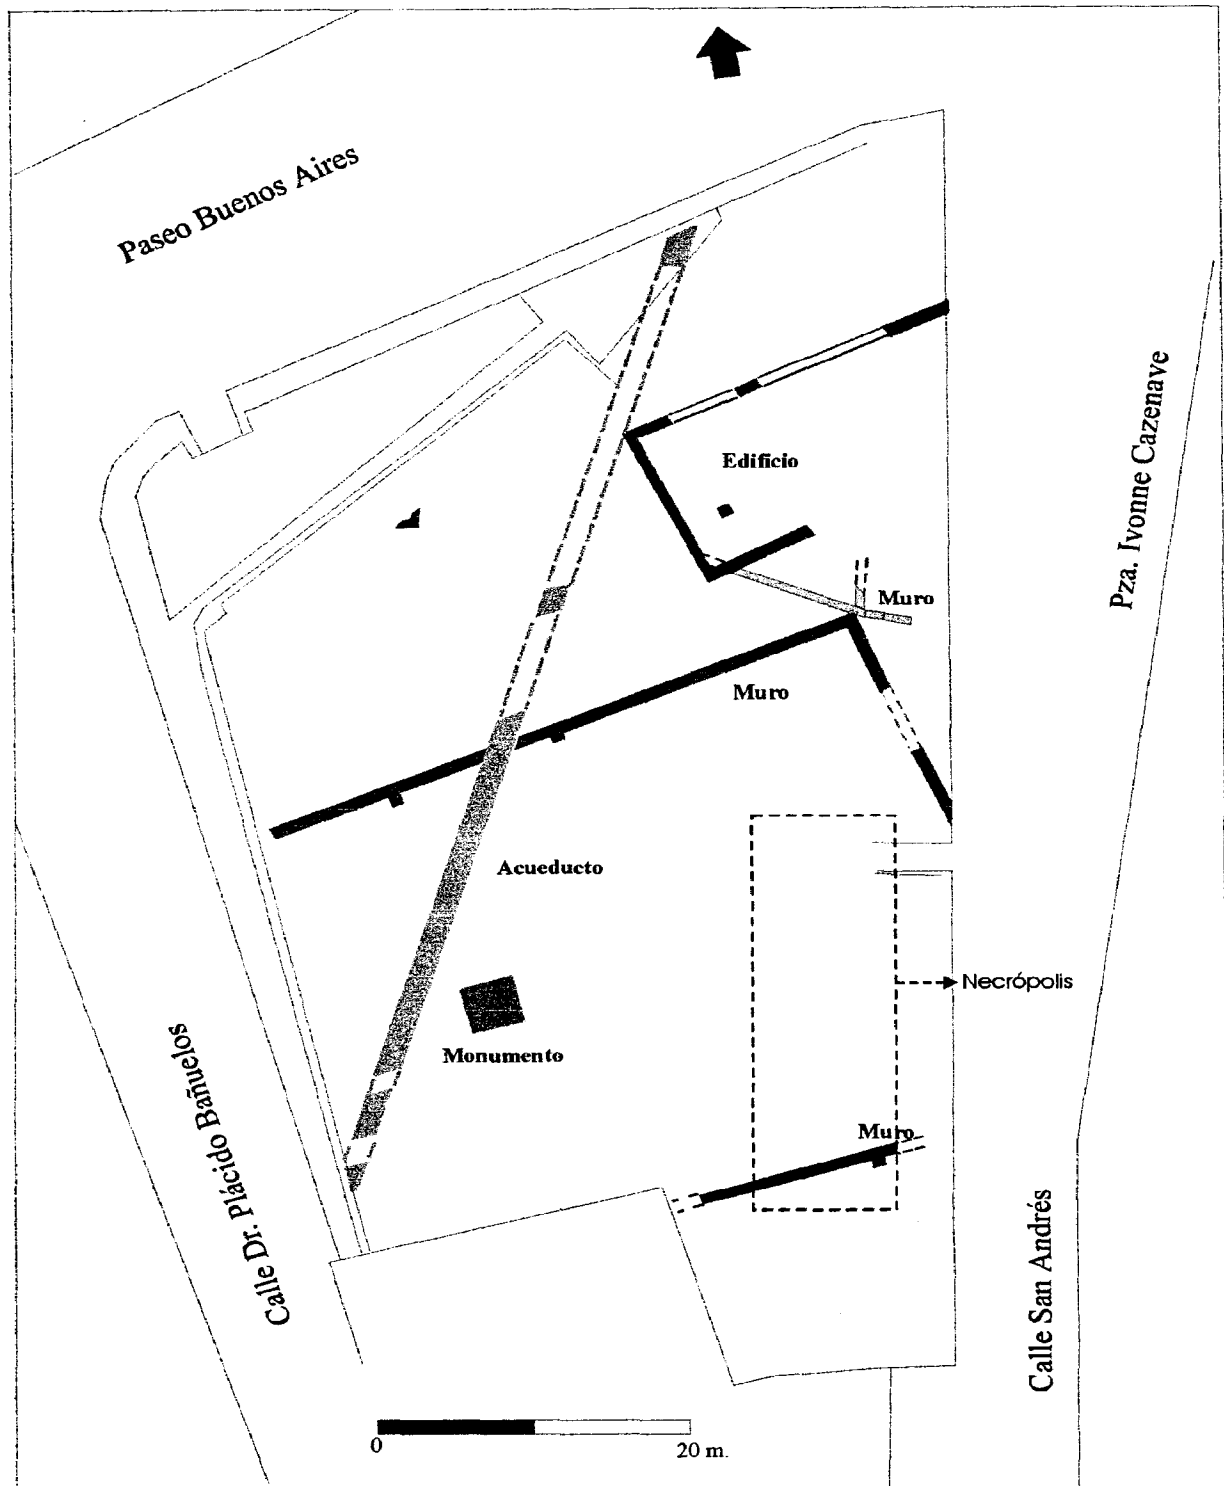 Paseo Buenos Aires
Pza. Ivonne Cazenave
Edificio
Muro
Muro
Acueducto
Necrópolis
Monumento
Muro
Calle Dr. Plácido Bañuelos
Calle San Andrés
0
20 m.